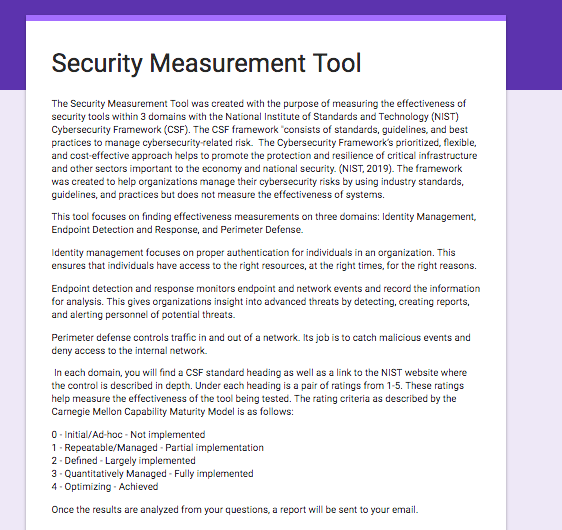 Security Measurement Tool
The Security Measurement Tool was created with the purpose of measuring the effectiveness of
security tools within 3 domains with the National Institute of Standards and Technology (NIST)
Cybersecurity Framework (CSF). The CSF framework "consists of standards, guidelines, and best
practices to manage cybersecurity-related risk.  The Cybersecurity Framework's prioritized, flexible,
and cost-effective approach helps to promote the protection and resilience of critical infrastructure
and other sectors important to the economy and national security. (NIST, 2019). The framework
was created to help organizations manage their cybersecurity risks by using industry standards,
guidelines, and practices but does not measure the effectiveness of systems.
This tool focuses on finding effectiveness measurements on three domains: Identity Management,
Endpoint Detection and Response, and Perimeter Defense.
Identity management focuses on proper authentication for individuals in an organization. This
ensures that individuals have access to the right resources, at the right times, for the right reasons.
Endpoint detection and response monitors endpoint and network events and record the information
for analysis. This gives organizations insight into advanced threats by detecting, creating reports,
and alerting personnel of potential threats.
Perimeter defense controls traffic in and out of a network. Its job is to catch malicious events and
deny access to the internal network.
In each domain, you will find a CSF standard heading as well as a link to the NIST website where
the control is described in depth. Under each heading is a pair of ratings from 1-5. These ratings
help measure the effectiveness of the tool being tested. The rating criteria as described by the
Carnegie Mellon Capability Maturity Model is as follows:
0 - Initial/Ad-hoc - Not implemented
1 - Repeatable/Managed - Partial implementation
2 - Defined - Largely implemented
3 - Quantitatively Managed - Fully implemented
4 - Optimizing - Achieved
Once the results are analyzed from your questions, a report will be sent to your email.